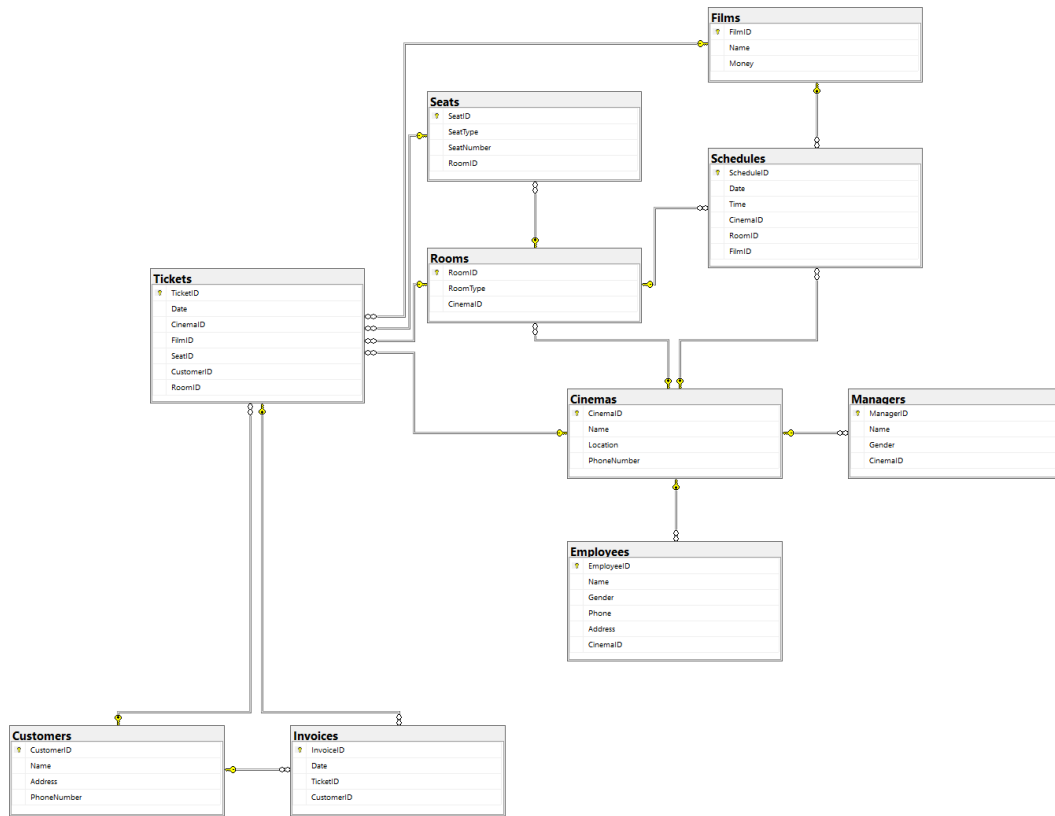 Films
FilmID
Name
Money
Seats
SeatID
SeatType
SeatNumber
RoomID
Schedules
ScheduleID
Date
Time
CinemaID
RoomID
FilmID
Rooms
RoomID
RoomType
CinemaID
Tickets
TicketID
Date
CinemaID
FilmID
SeatID
CustomerID
RoomID
Cinemas
CinemaID
Name
Location
PhoneNumber
Managers
ManagerID
Name
Gender
CinemaID
Employees
EmployeeID
Name
Gender
Phone
Address
CinemaID
Customers
CustomerID
Name
Address
PhoneNumber
Invoices
InvoiceID
Date
TicketID
CustomerID